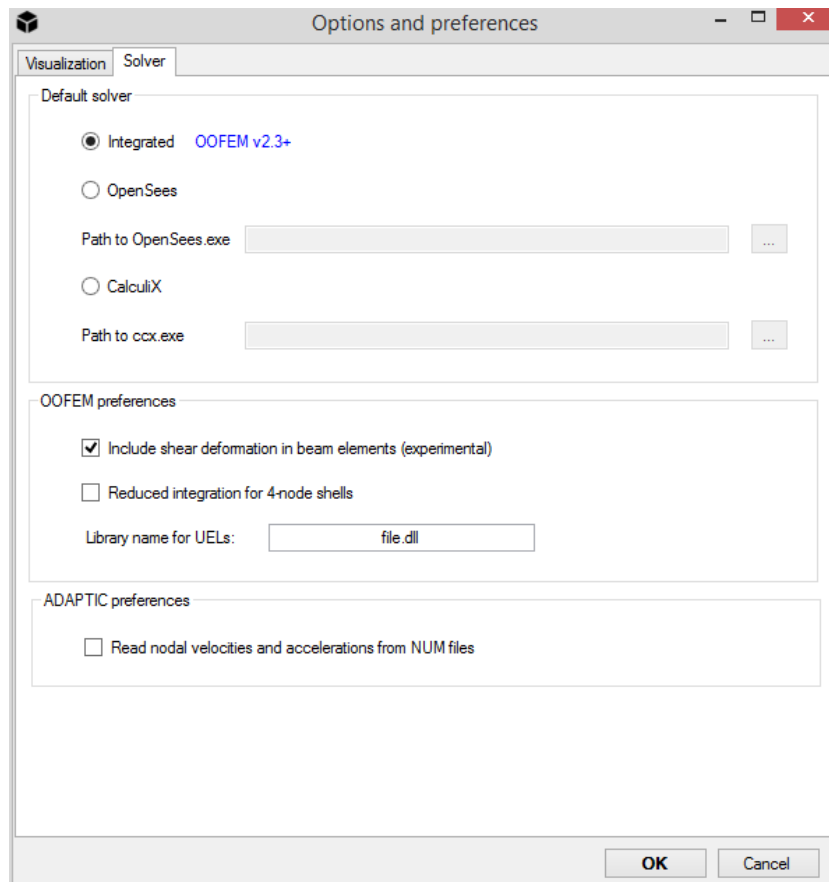 Options and preferences
Visualization Solver
Default solver
Integrated OOFEM v2.3+
OpenSees
Path to OpenSees.exe ...
CalculiX
Path to ccx.exe ...
OOFEM preferences
Include shear deformation in beam elements (experimental)
Reduced integration for 4-node shells
Library name for UELs: file.dll
ADAPTIC preferences
Read nodal velocities and accelerations from NUM files
OK Cancel